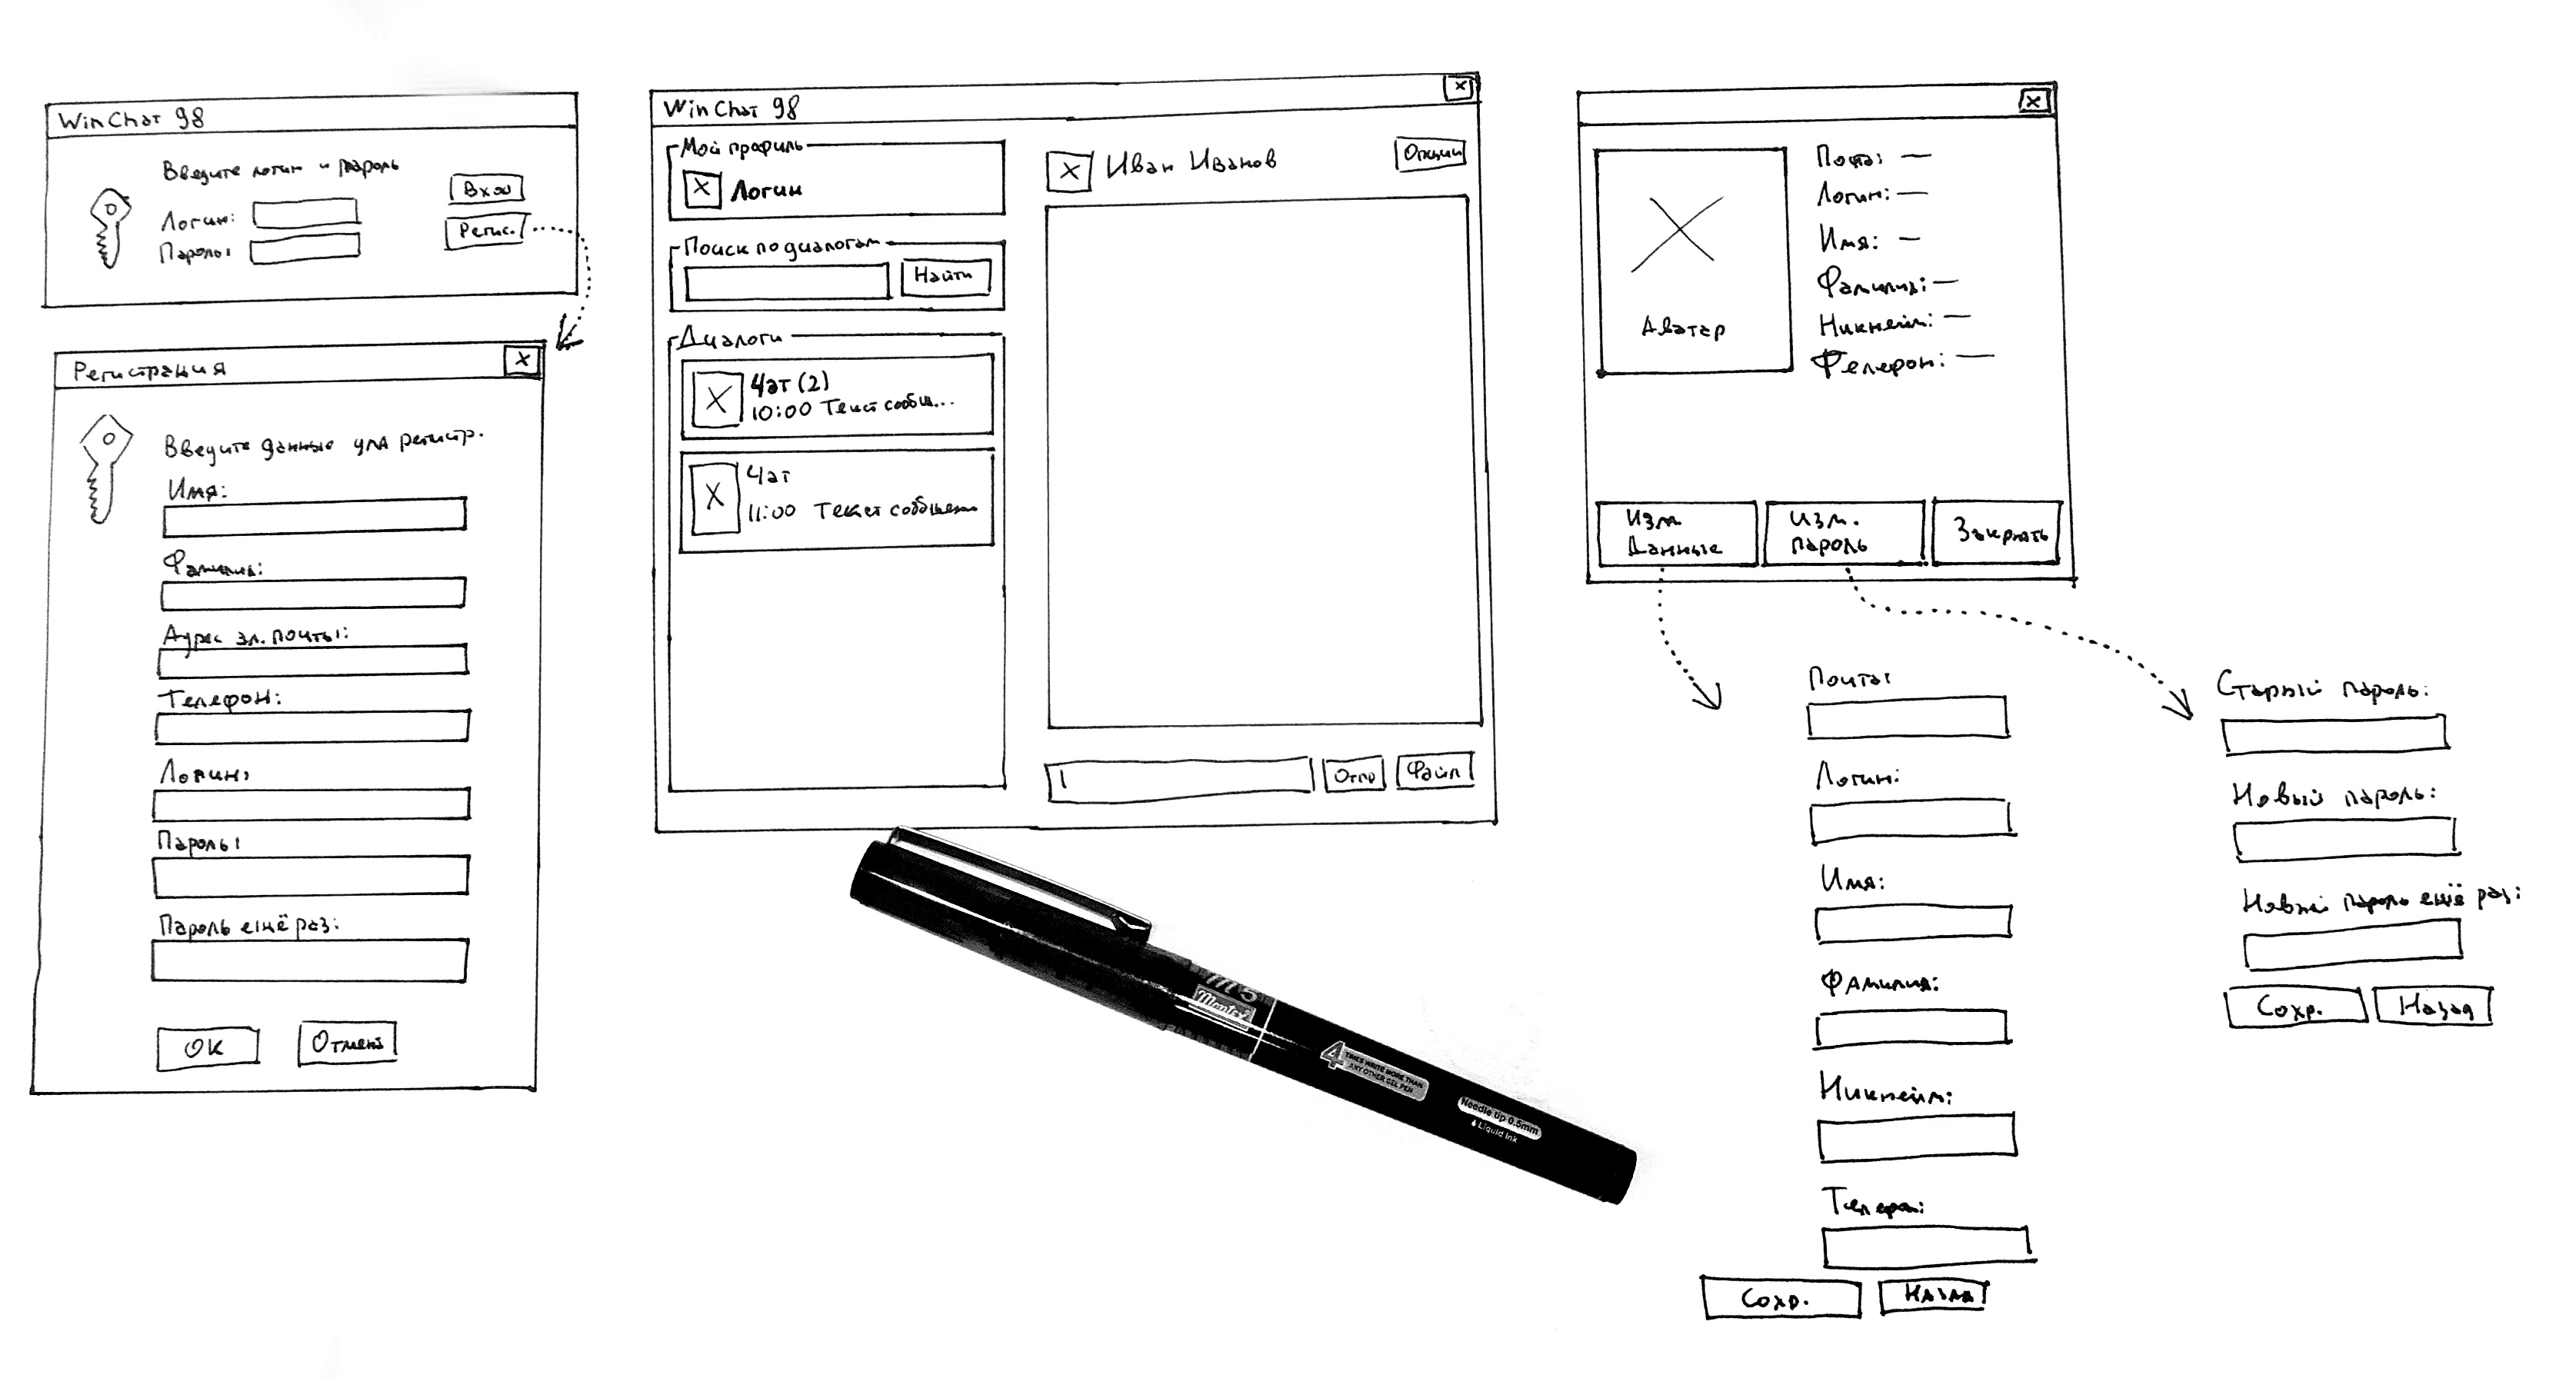 WinChat 98
Введите логин и пароль
Логин:
Пароль:
Вход
Регис.
Регистрация
X
Введите данные для регистр.
Имя:
Фамилия:
Адрес эл. почты:
Телефон:
Логин:
Пароль:
Пароль ещё раз:
ОК
Отмена
WinChat 98
X
Мой профиль
X Логин
Поиск по диалогам
Найти
Диалоги
Чат (2)
10:00 Текст сообщ...
Чат
11:00 Текст сообщения
Иван Иванов
Опции
Отпр
Файл
X
Аватар
Почта: —
Логин: —
Имя: —
Фамилия: —
Никнейм: —
Фелефон: —
Изм
Данные
Изм.
пароль
Закрыть
Почта:
Логин:
Имя:
Фамилия:
Никнейм:
Телефон:
Сохр.
Назад
Старый пароль:
Новый пароль:
Новый пароль ещё раз:
Сохр.
Назад
m5
Montex
4 TIMES WRITE MORE THAN
ANY OTHER GEL PEN
Needle tip 0.5mm
Liquid Ink